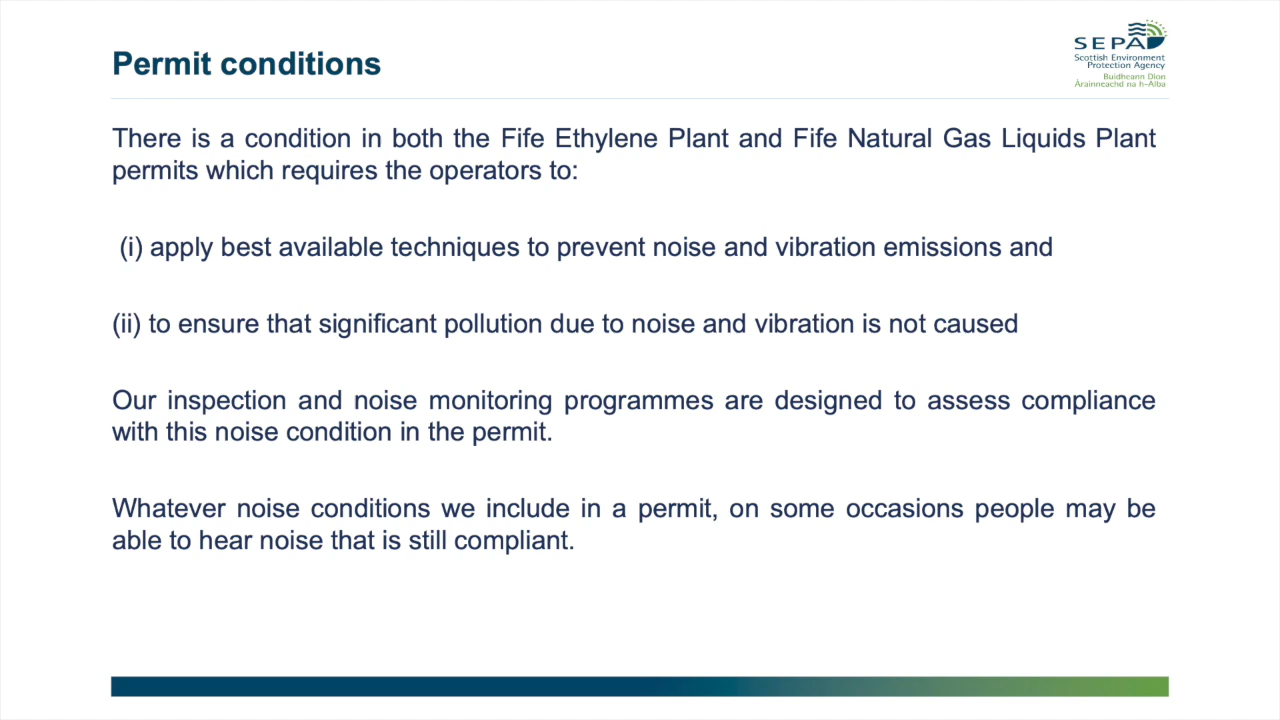 Permit conditions
SEPA
Scottish Environment
Protection Agency
Buidheann Dìon
Àrainneachd na h-Alba
There is a condition in both the Fife Ethylene Plant and Fife Natural Gas Liquids Plant
permits which requires the operators to:
(i) apply best available techniques to prevent noise and vibration emissions and
(ii) to ensure that significant pollution due to noise and vibration is not caused
Our inspection and noise monitoring programmes are designed to assess compliance
with this noise condition in the permit.
Whatever noise conditions we include in a permit, on some occasions people may be
able to hear noise that is still compliant.